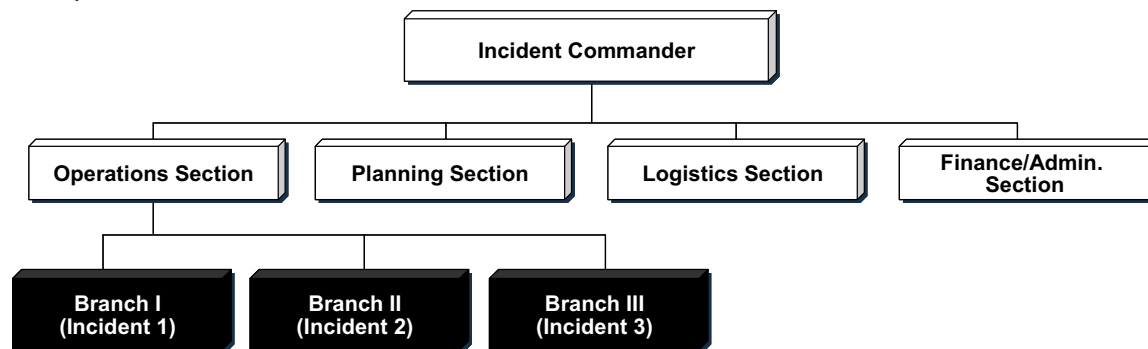 Incident Commander
Operations Section
Planning Section
Logistics Section
Finance/Admin.
Section
Branch I
(Incident 1)
Branch II
(Incident 2)
Branch III
(Incident 3)